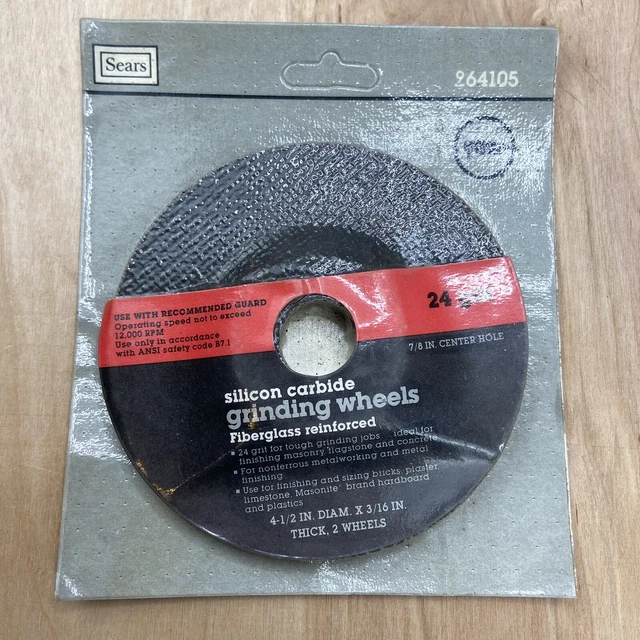 Sears
964105
USE WITH RECOMMENDED GUARD
Operating speed not to exceed
12,000 RPM
Use only in accordance
with ANSI safety code B7.1
24
7/8 IN. CENTER HOLE
silicon carbide
grinding wheels
Fiberglass reinforced
▪ 24 grit for tough grinding jobs ideal for
finishing masonry, flagstone and concrete
▪ For nonferrous metalworking and metal
finishing
▪ Use for finishing and sizing bricks, plaster
limestone, Masonite brand hardboard
and plastics
4-1/2 IN. DIAM. X 3/16 IN.
THICK, 2 WHEELS